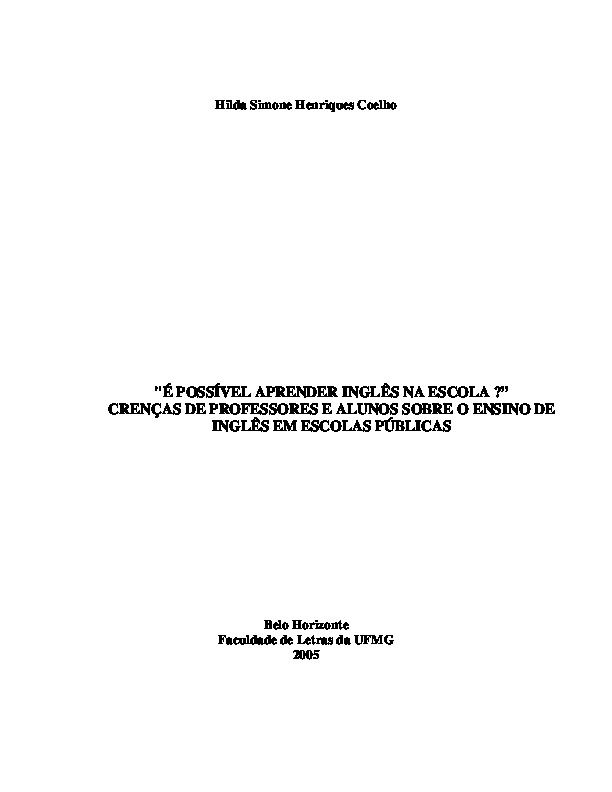 Hilda Simone Henriques Coelho
"É POSSÍVEL APRENDER INGLÊS NA ESCOLA ?”
CRENÇAS DE PROFESSORES E ALUNOS SOBRE O ENSINO DE
INGLÊS EM ESCOLAS PÚBLICAS
Belo Horizonte
Faculdade de Letras da UFMG
2005